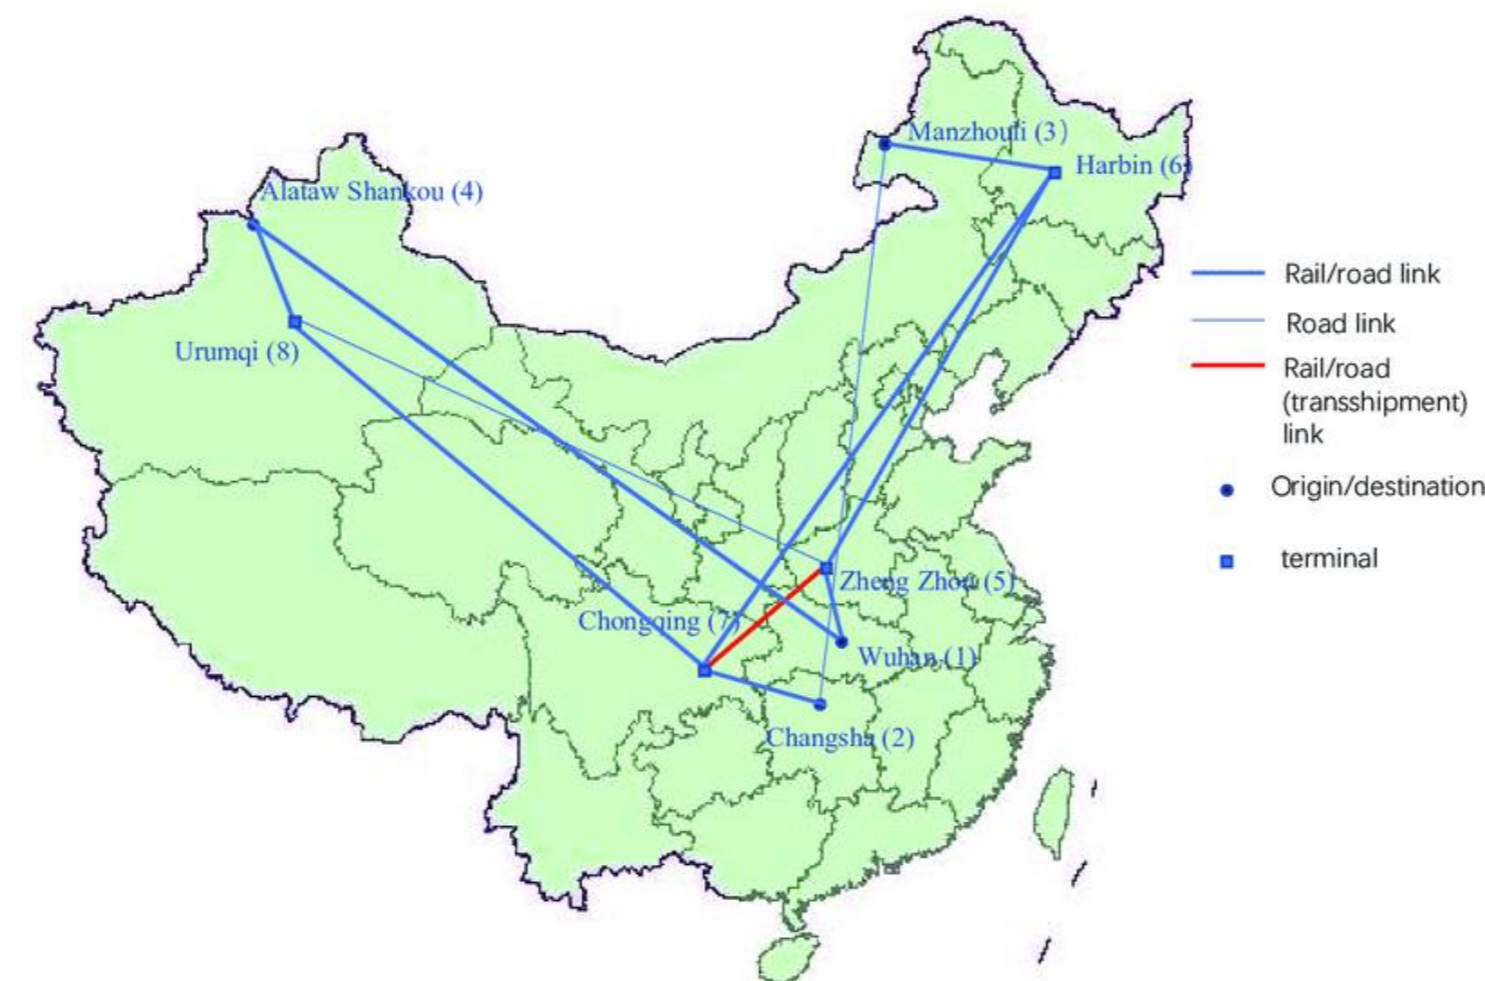 Manzhouli (3)
Harbin (6)
Alataw Shankou (4)
Urumqi (8)
Zheng Zhou (5)
Chongqing (7)
Wuhan (1)
Changsha (2)
Rail/road link
Road link
Rail/road
(transshipment)
link
Origin/destination
terminal